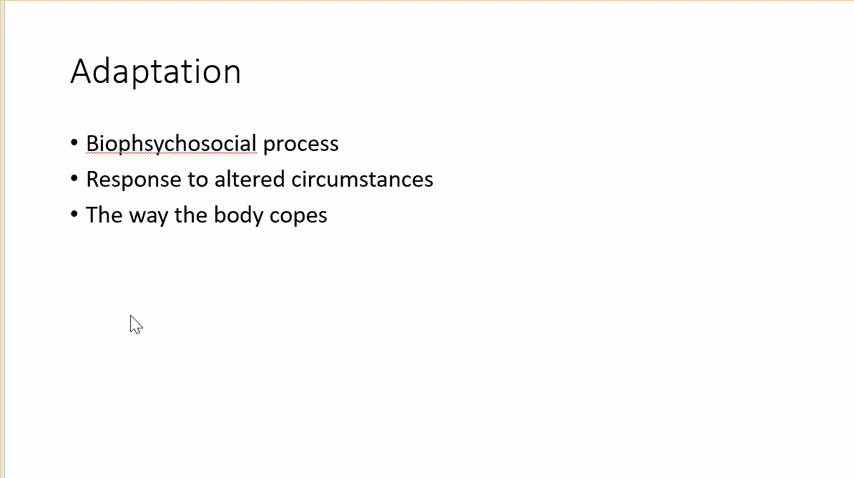 Adaptation
• Biophsychosocial process
• Response to altered circumstances
• The way the body copes